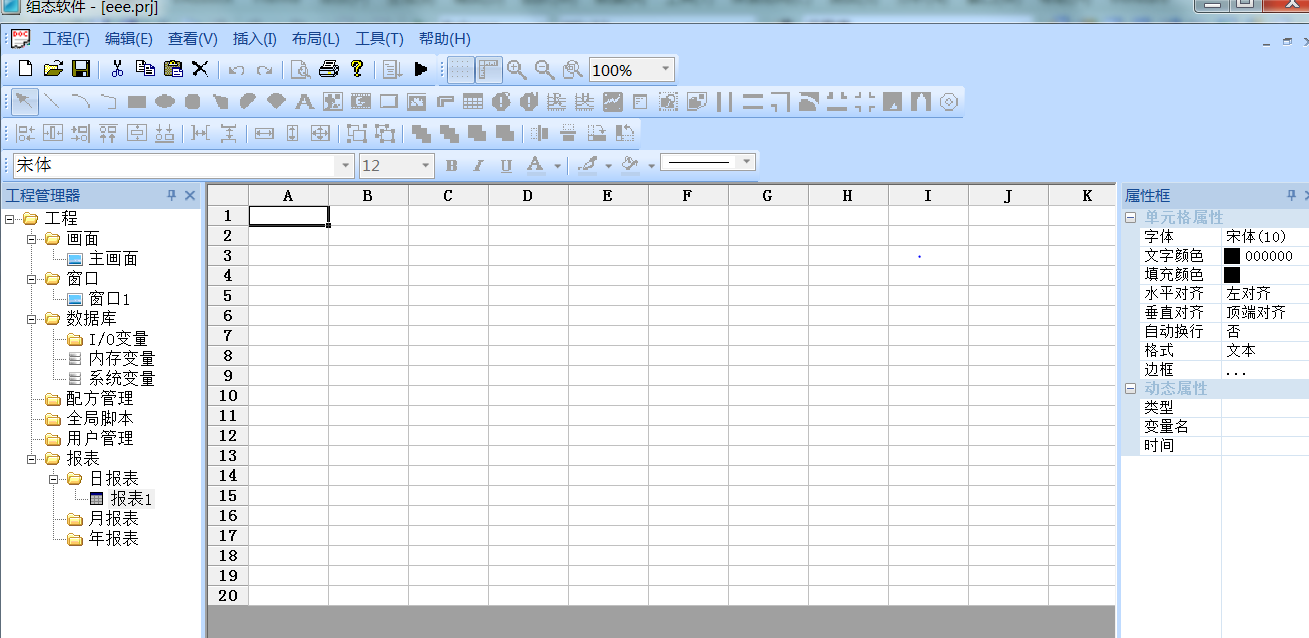 组态软件 - [eee.prj]
工程(F) 编辑(E) 查看(V) 插入(I) 布局(L) 工具(T) 帮助(H)
100%
宋体 12 B I U A
工程管理器
工程
画面
主画面
窗口
窗口1
数据库
I/O变量
内存变量
系统变量
配方管理
全局脚本
用户管理
报表
日报表
报表1
月报表
年报表
A B C D E F G H I J K
1
2
3
4
5
6
7
8
9
10
11
12
13
14
15
16
17
18
19
20
属性框
单元格属性
字体 宋体(10)
文字颜色 000000
填充颜色
水平对齐 左对齐
垂直对齐 顶端对齐
自动换行 否
格式 文本
边框 ...
动态属性
类型
变量名
时间